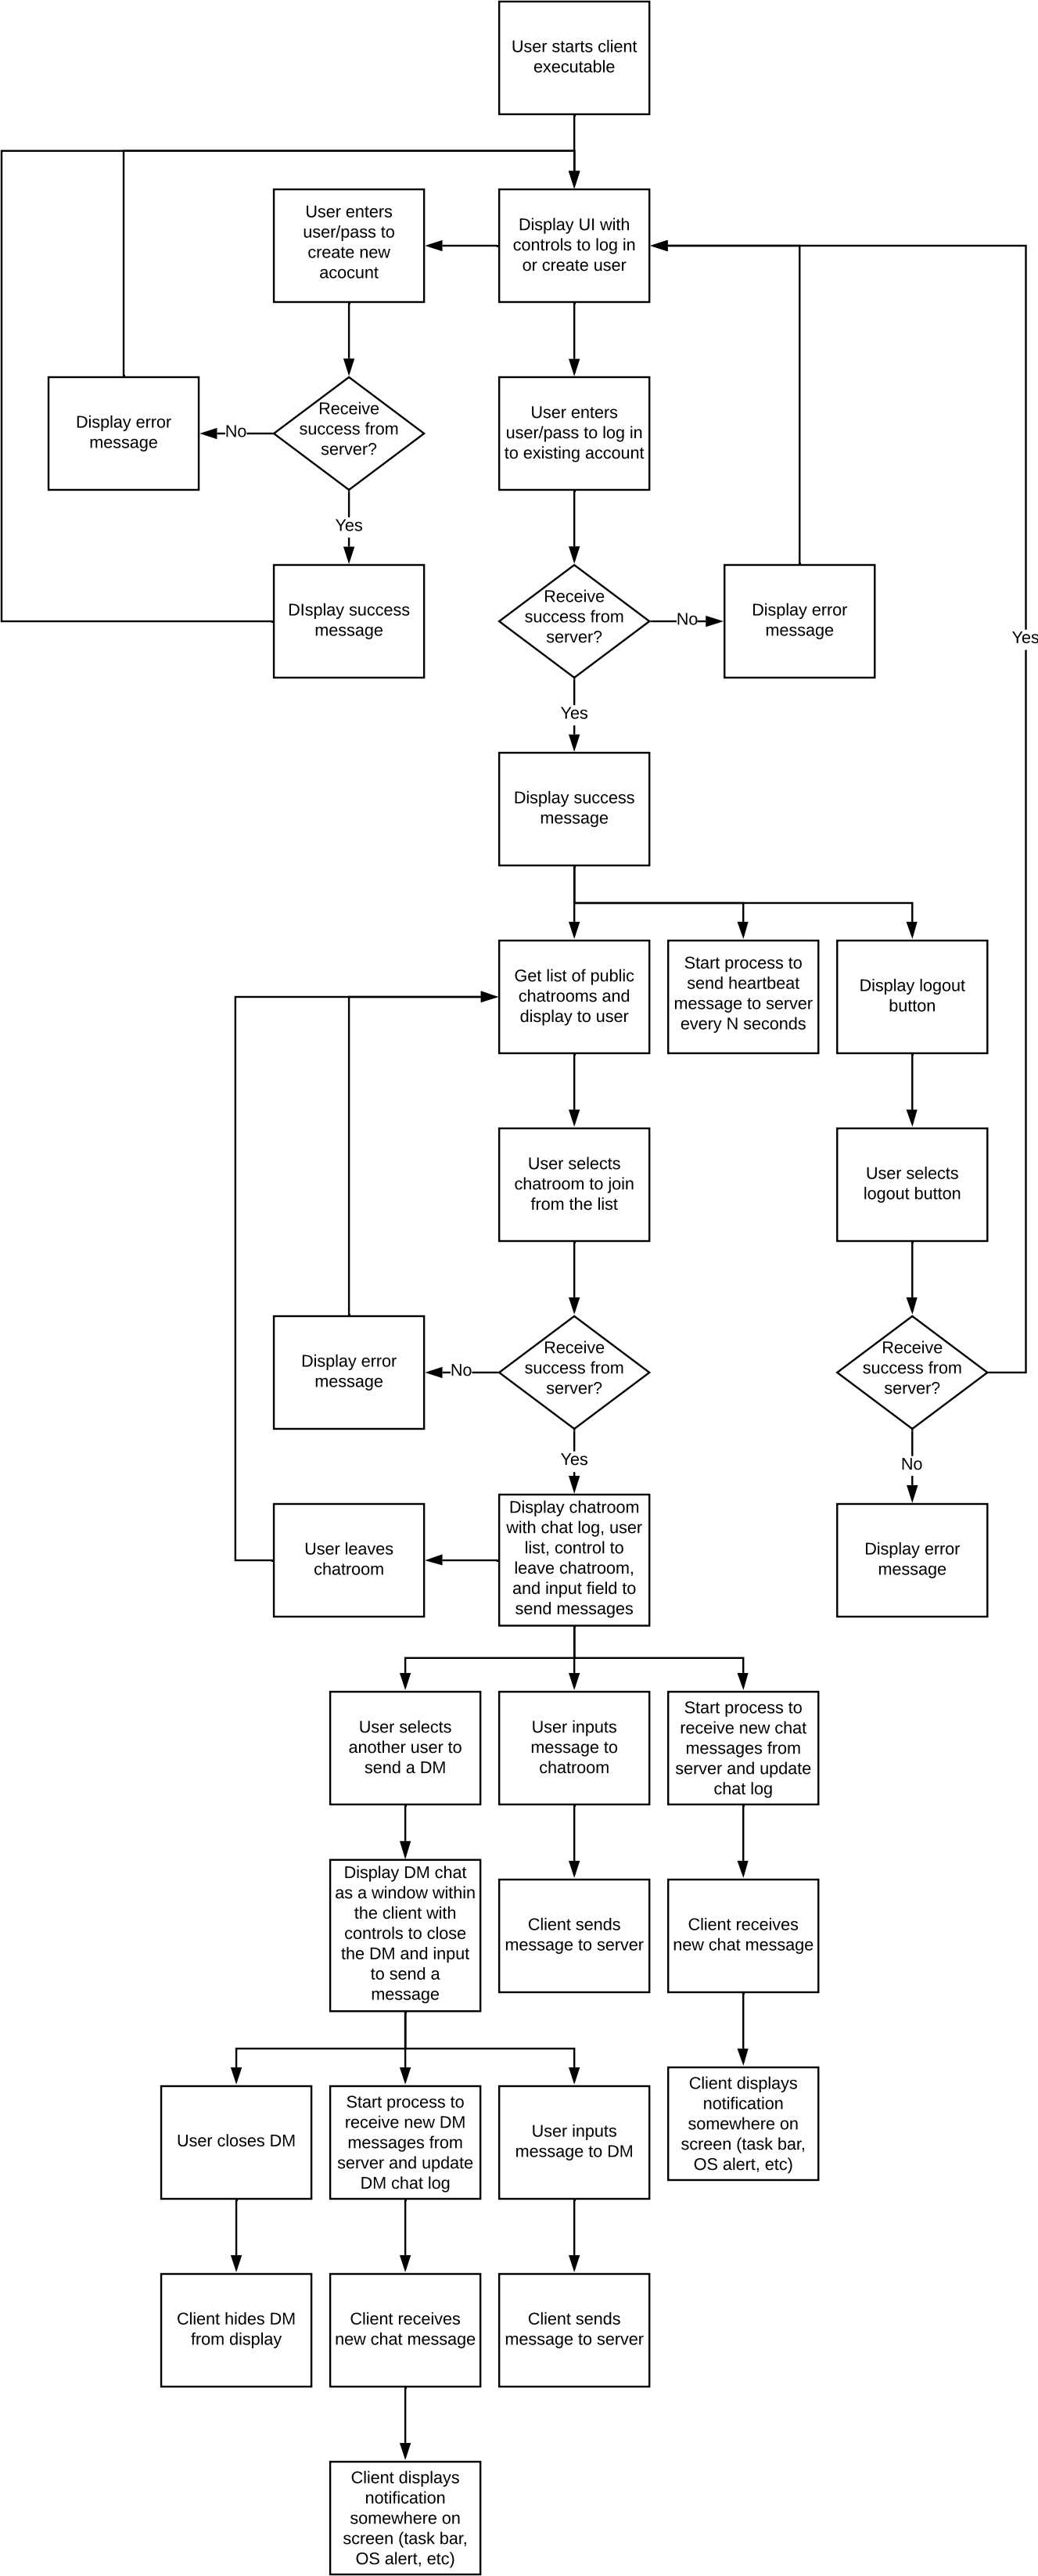 User starts client
executable
User enters
user/pass to
create new
acocunt
Display UI with
controls to log in
or create user
Display error
message
No
Receive
success from
server?
User enters
user/pass to log in
to existing account
Yes
DIsplay success
message
Receive
success from
server?
No
Display error
message
Yes
Yes
Display success
message
Get list of public
chatrooms and
display to user
Start process to
send heartbeat
message to server
every N seconds
Display logout
button
User selects
chatroom to join
from the list
User selects
logout button
Display error
message
No
Receive
success from
server?
Receive
success from
server?
Yes
No
User leaves
chatroom
Display chatroom
with chat log, user
list, control to
leave chatroom,
and input field to
send messages
Display error
message
User selects
another user to
send a DM
User inputs
message to
chatroom
Start process to
receive new chat
messages from
server and update
chat log
Display DM chat
as a window within
the client with
controls to close
the DM and input
to send a
message
Client sends
message to server
Client receives
new chat message
User closes DM
Start process to
receive new DM
messages from
server and update
DM chat log
User inputs
message to DM
Client displays
notification
somewhere on
screen (task bar,
OS alert, etc)
Client hides DM
from display
Client receives
new chat message
Client sends
message to server
Client displays
notification
somewhere on
screen (task bar,
OS alert, etc)